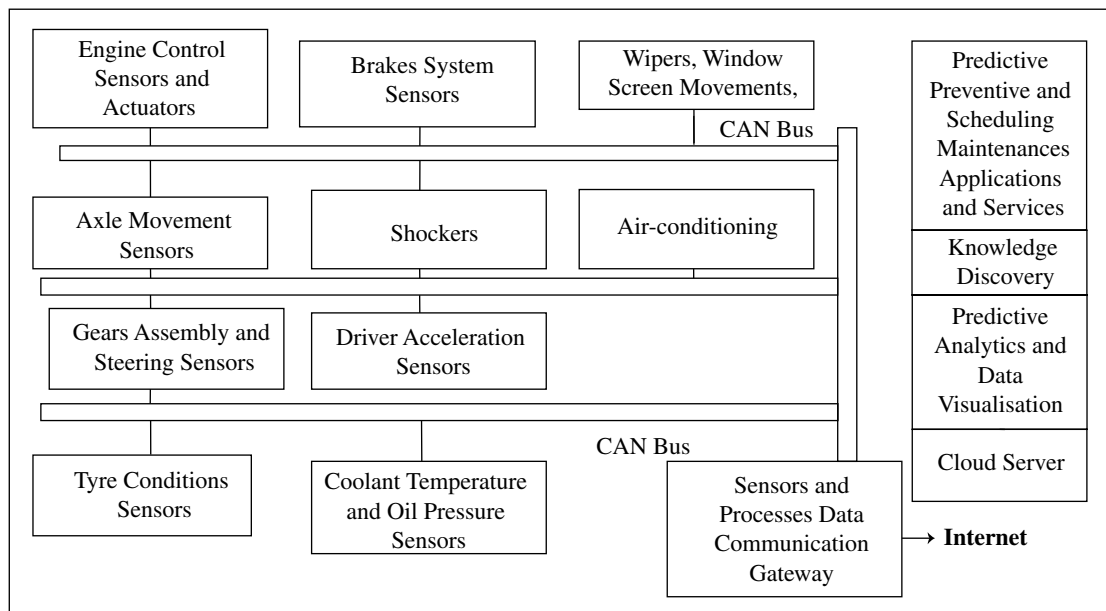 Engine Control
Sensors and
Actuators
Brakes System
Sensors
Wipers, Window
Screen Movements,
CAN Bus
Axle Movement
Sensors
Shockers
Air-conditioning
Gears Assembly and
Steering Sensors
Driver Acceleration
Sensors
CAN Bus
Tyre Conditions
Sensors
Coolant Temperature
and Oil Pressure
Sensors
Sensors and
Processes Data
Communication
Gateway
Internet
Predictive
Preventive and
Scheduling
Maintenances
Applications
and Services
Knowledge
Discovery
Predictive
Analytics and
Data
Visualisation
Cloud Server